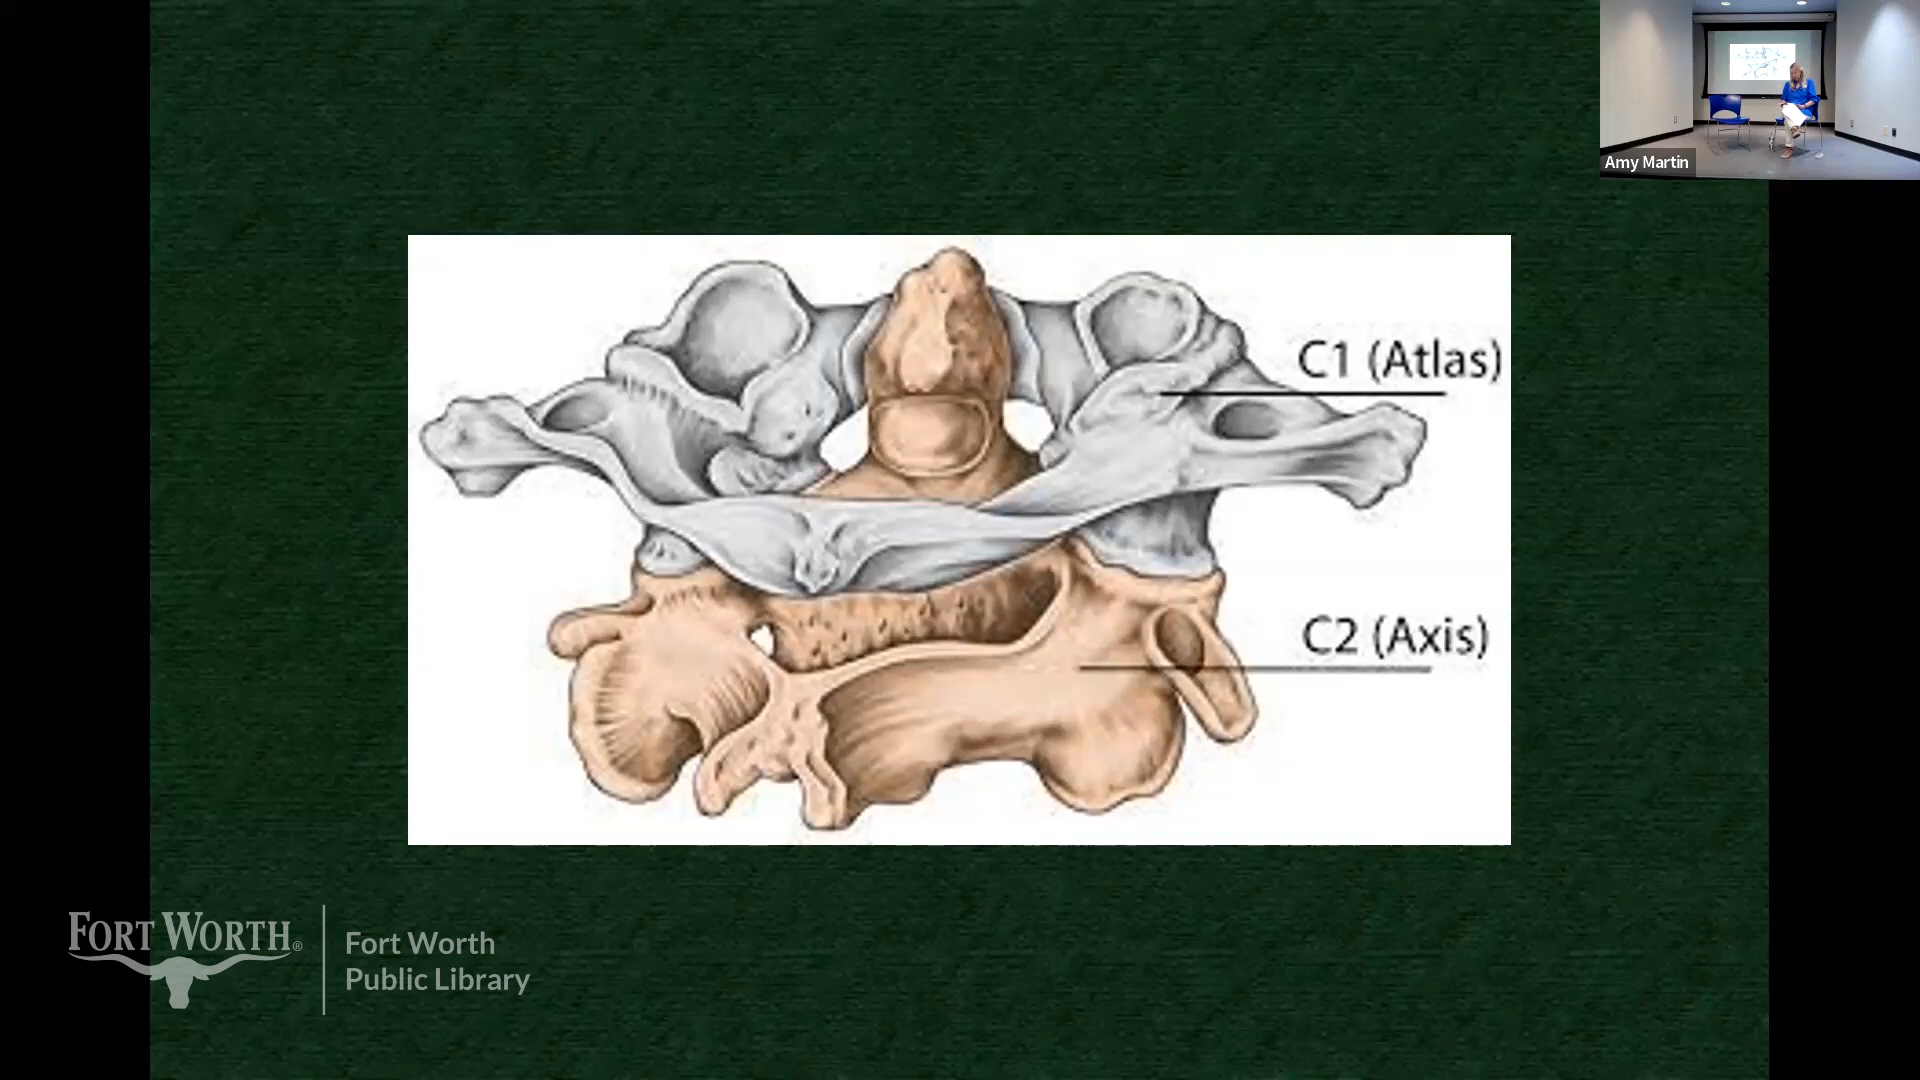 Amy Martin
C1 (Atlas)
C2 (Axis)
FORT WORTH®
Fort Worth
Public Library